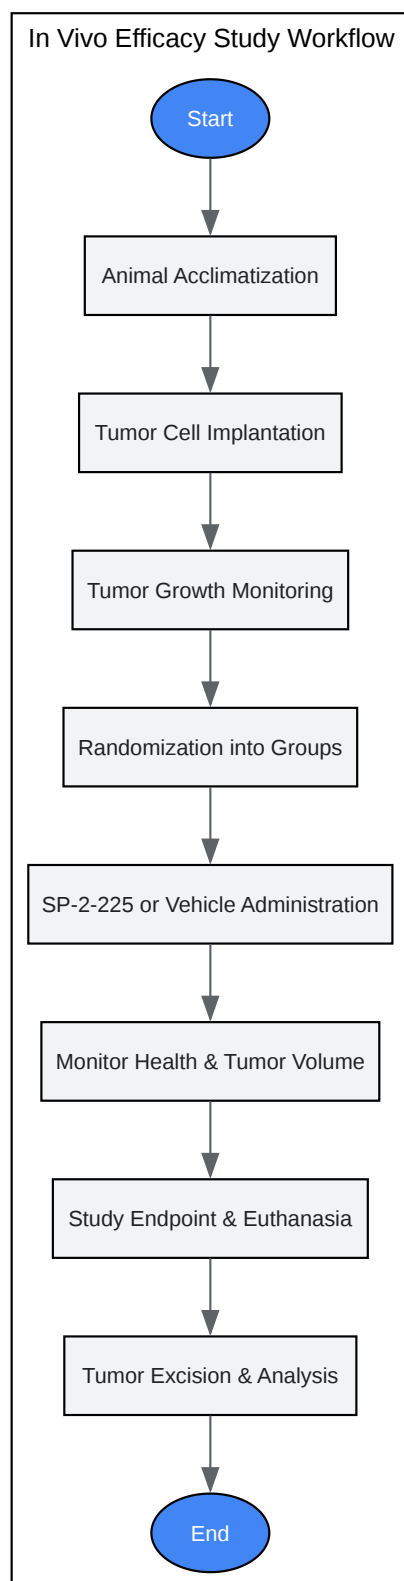 In Vivo Efficacy Study Workflow
Start
Animal Acclimatization
Tumor Cell Implantation
Tumor Growth Monitoring
Randomization into Groups
SP-2-225 or Vehicle Administration
Monitor Health & Tumor Volume
Study Endpoint & Euthanasia
Tumor Excision & Analysis
End